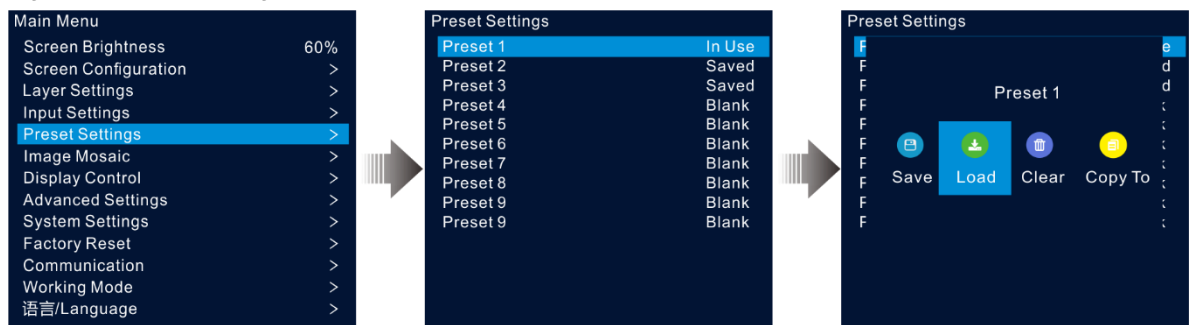 Main Menu
Screen Brightness 60%
Screen Configuration >
Layer Settings >
Input Settings >
Preset Settings >
Image Mosaic >
Display Control >
Advanced Settings >
System Settings >
Factory Reset >
Communication >
Working Mode >
语言/Language >
Preset Settings
Preset 1 In Use
Preset 2 Saved
Preset 3 Saved
Preset 4 Blank
Preset 5 Blank
Preset 6 Blank
Preset 7 Blank
Preset 8 Blank
Preset 9 Blank
Preset 9 Blank
Preset Settings
Preset 1
Save Load Clear Copy To